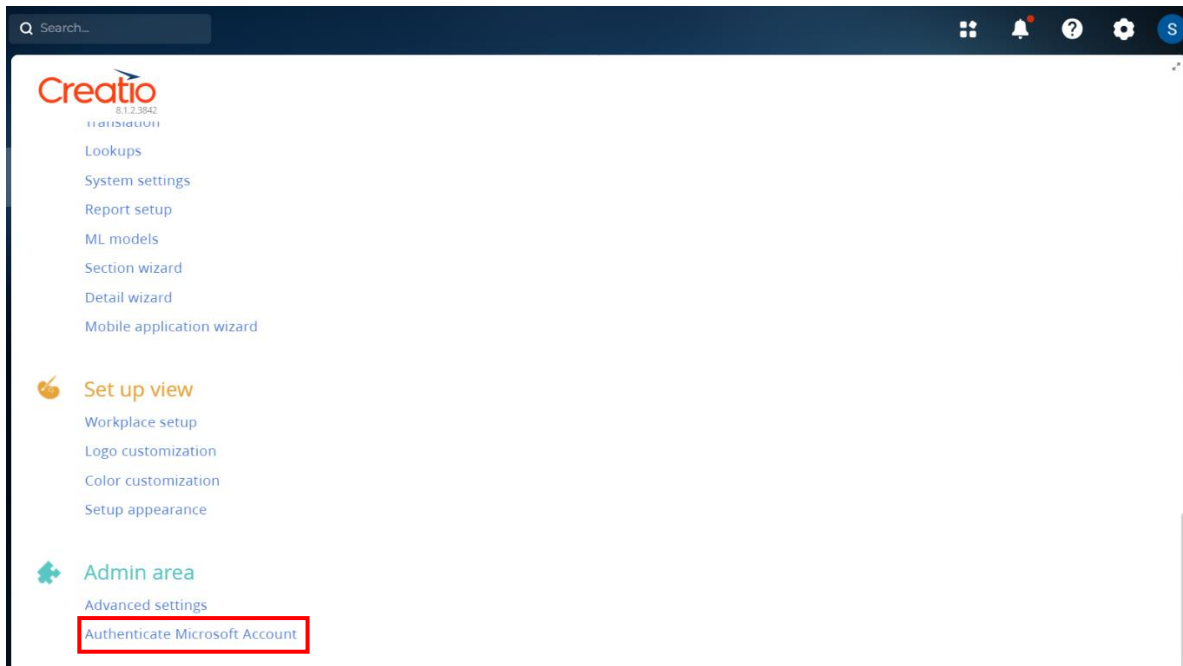 Search...
S
Creatio
8.1.2.3842
Translation
Lookups
System settings
Report setup
ML models
Section wizard
Detail wizard
Mobile application wizard
Set up view
Workplace setup
Logo customization
Color customization
Setup appearance
Admin area
Advanced settings
Authenticate Microsoft Account